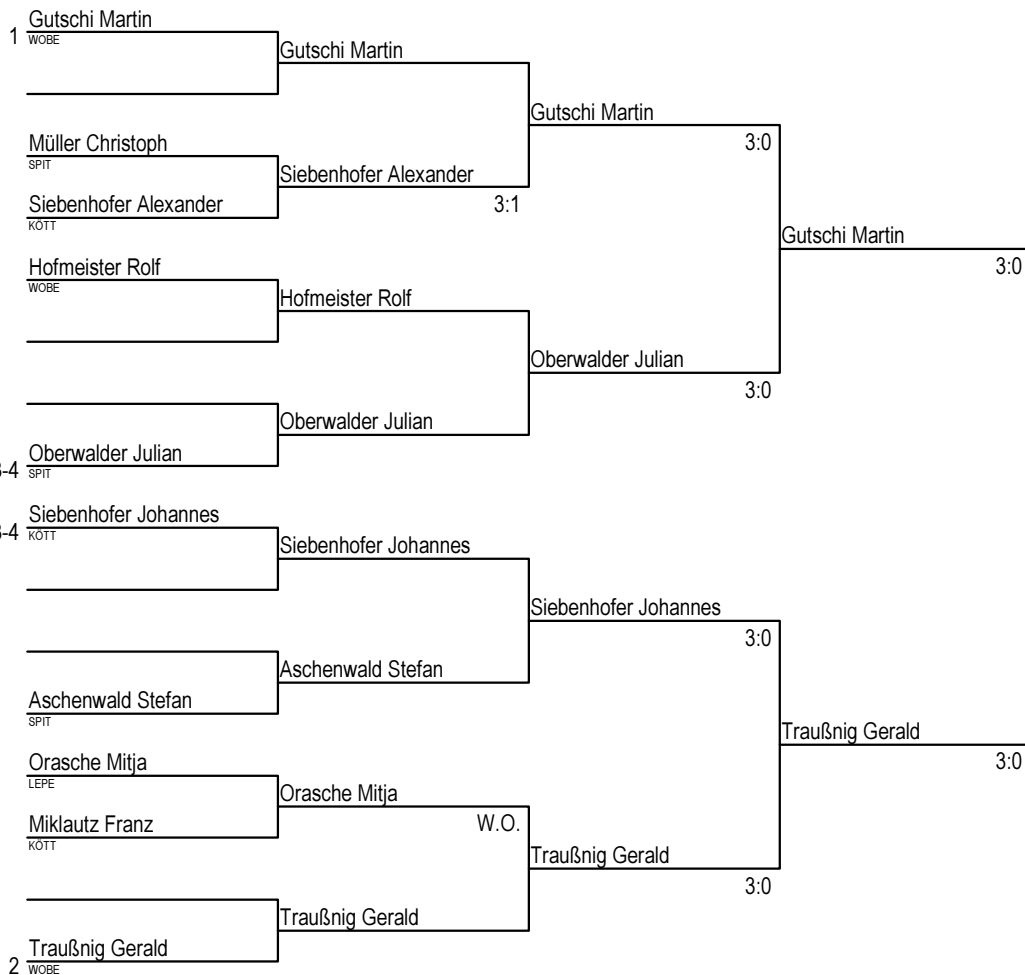 Gutschi Martin
1
WOBE
Gutschi Martin
Gutschi Martin
3:0
Müller Christoph
SPIT
Siebenhofer Alexander
3:1
Siebenhofer Alexander
KÖTT
Gutschi Martin
3:0
Hofmeister Rolf
WOBE
Hofmeister Rolf
Oberwalder Julian
3:0
Oberwalder Julian
Oberwalder Julian
3-4
SPIT
Siebenhofer Johannes
3-4
KÖTT
Siebenhofer Johannes
Siebenhofer Johannes
3:0
Aschenwald Stefan
Aschenwald Stefan
SPIT
Traußnig Gerald
3:0
Orasche Mitja
LEPE
Orasche Mitja
W.O.
Miklautz Franz
KÖTT
Traußnig Gerald
3:0
Traußnig Gerald
Traußnig Gerald
2
WOBE